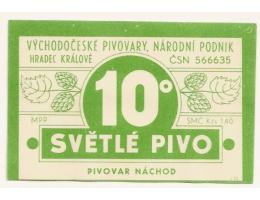 VÝCHODOČESKÉ PIVOVARY, NÁRODNÍ PODNIK
HRADEC KRÁLOVÉ ČSN 566635
10°
MPP SMC Kčs 1,40
SVĚTLÉ PIVO
PIVOVAR NÁCHOD